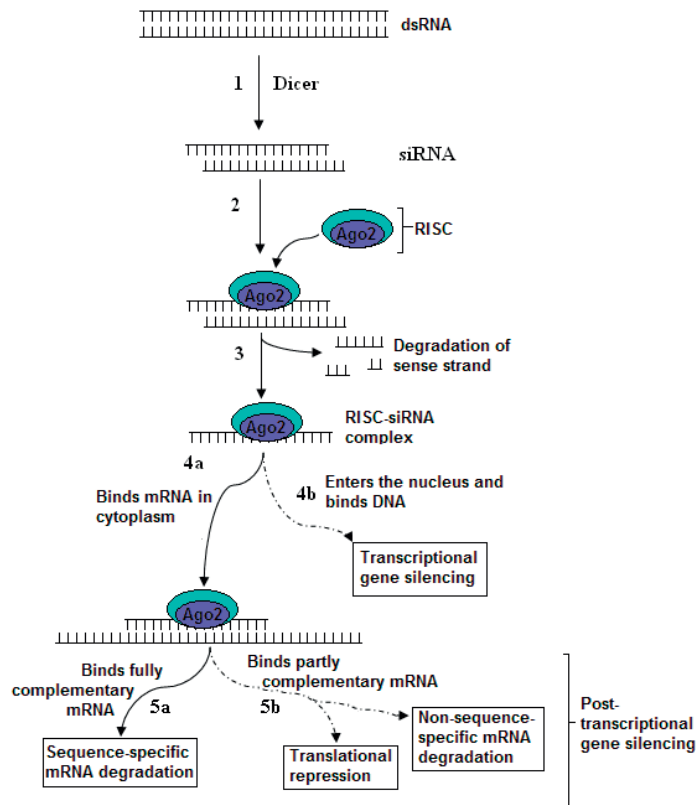 dsRNA
1 Dicer
siRNA
2
Ago2
RISC
Ago2
3
Degradation of
sense strand
Ago2
RISC-siRNA
complex
4a
Binds mRNA in
cytoplasm
4b
Enters the nucleus and
binds DNA
Transcriptional
gene silencing
Ago2
Binds fully
complementary
mRNA
5a
Binds partly
complementary mRNA
5b
Sequence-specific
mRNA degradation
Translational
repression
Non-sequence-
specific mRNA
degradation
Post-
transcriptional
gene silencing